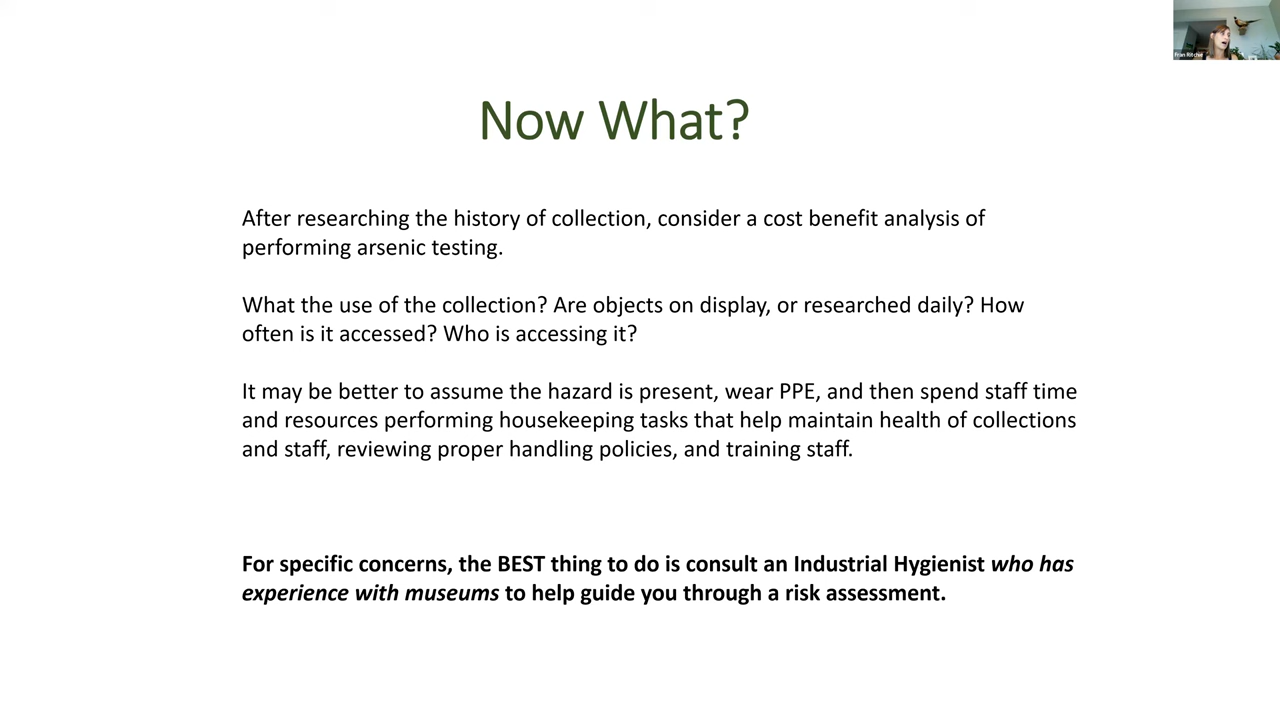 Fran Ritchie
Now What?
After researching the history of collection, consider a cost benefit analysis of
performing arsenic testing.
What the use of the collection? Are objects on display, or researched daily? How
often is it accessed? Who is accessing it?
It may be better to assume the hazard is present, wear PPE, and then spend staff time
and resources performing housekeeping tasks that help maintain health of collections
and staff, reviewing proper handling policies, and training staff.
For specific concerns, the BEST thing to do is consult an Industrial Hygienist who has
experience with museums to help guide you through a risk assessment.